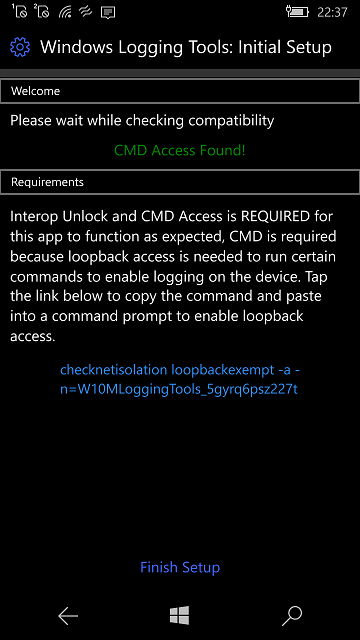 1 2 22:37
Windows Logging Tools: Initial Setup
Welcome
Please wait while checking compatibility
CMD Access Found!
Requirements
Interop Unlock and CMD Access is REQUIRED for
this app to function as expected, CMD is required
because loopback access is needed to run certain
commands to enable logging on the device. Tap
the link below to copy the command and paste
into a command prompt to enable loopback
access.
checknetisolation loopbackexempt -a -
n=W10MLoggingTools_5gyrq6psz227t
Finish Setup